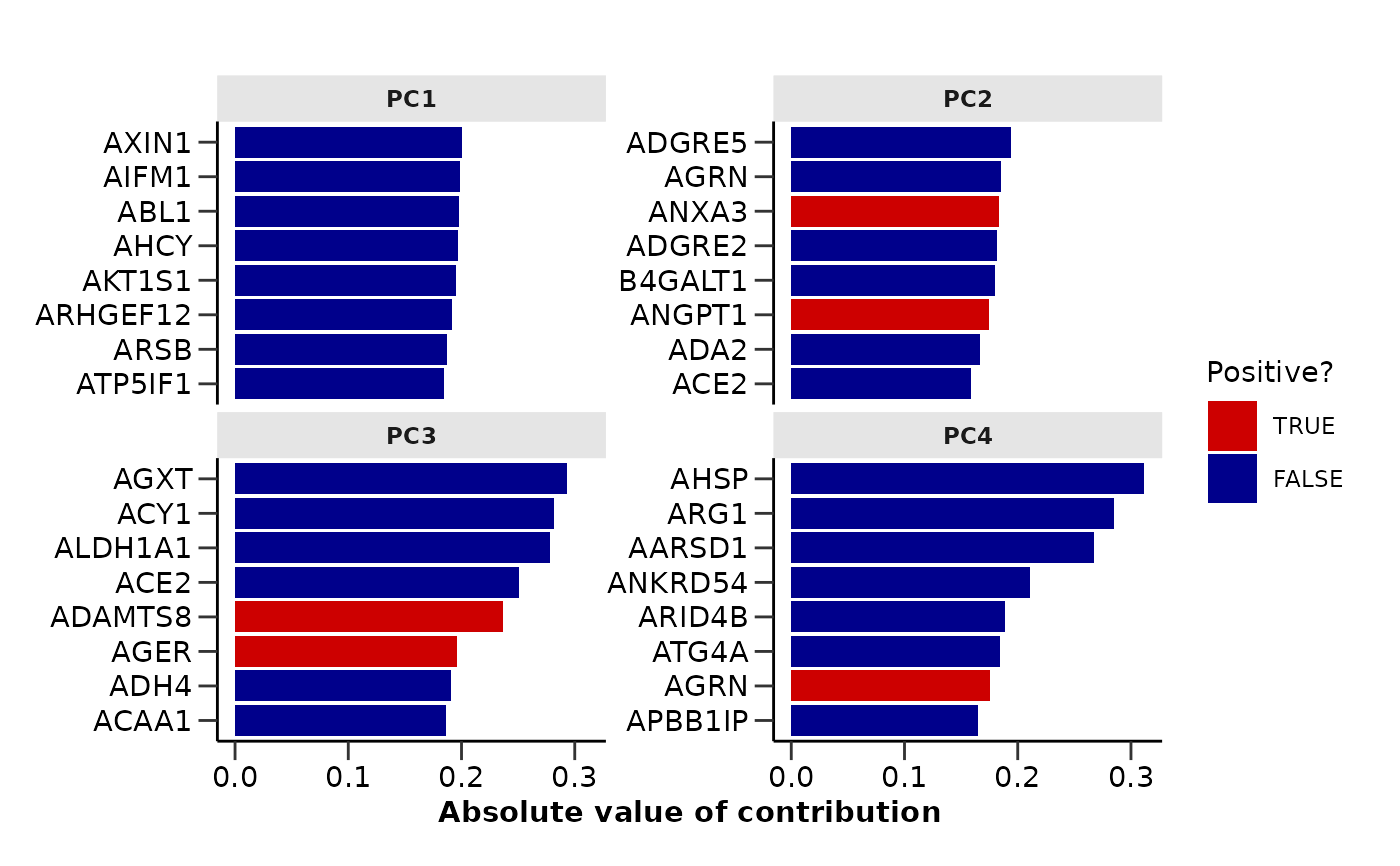 PC1
AXIN1
AIFM1
ABL1
AHCY
AKT1S1
ARHGEF12
ARSB
ATP5IF1
PC2
ADGRE5
AGRN
ANXA3
ADGRE2
B4GALT1
ANGPT1
ADA2
ACE2
PC3
AGXT
ACY1
ALDH1A1
ACE2
ADAMTS8
AGER
ADH4
ACAA1
0.0 0.1 0.2 0.3
PC4
AHSP
ARG1
AARSD1
ANKRD54
ARID4B
ATG4A
AGRN
APBB1IP
0.0 0.1 0.2 0.3
Absolute value of contribution
Positive?
TRUE
FALSE